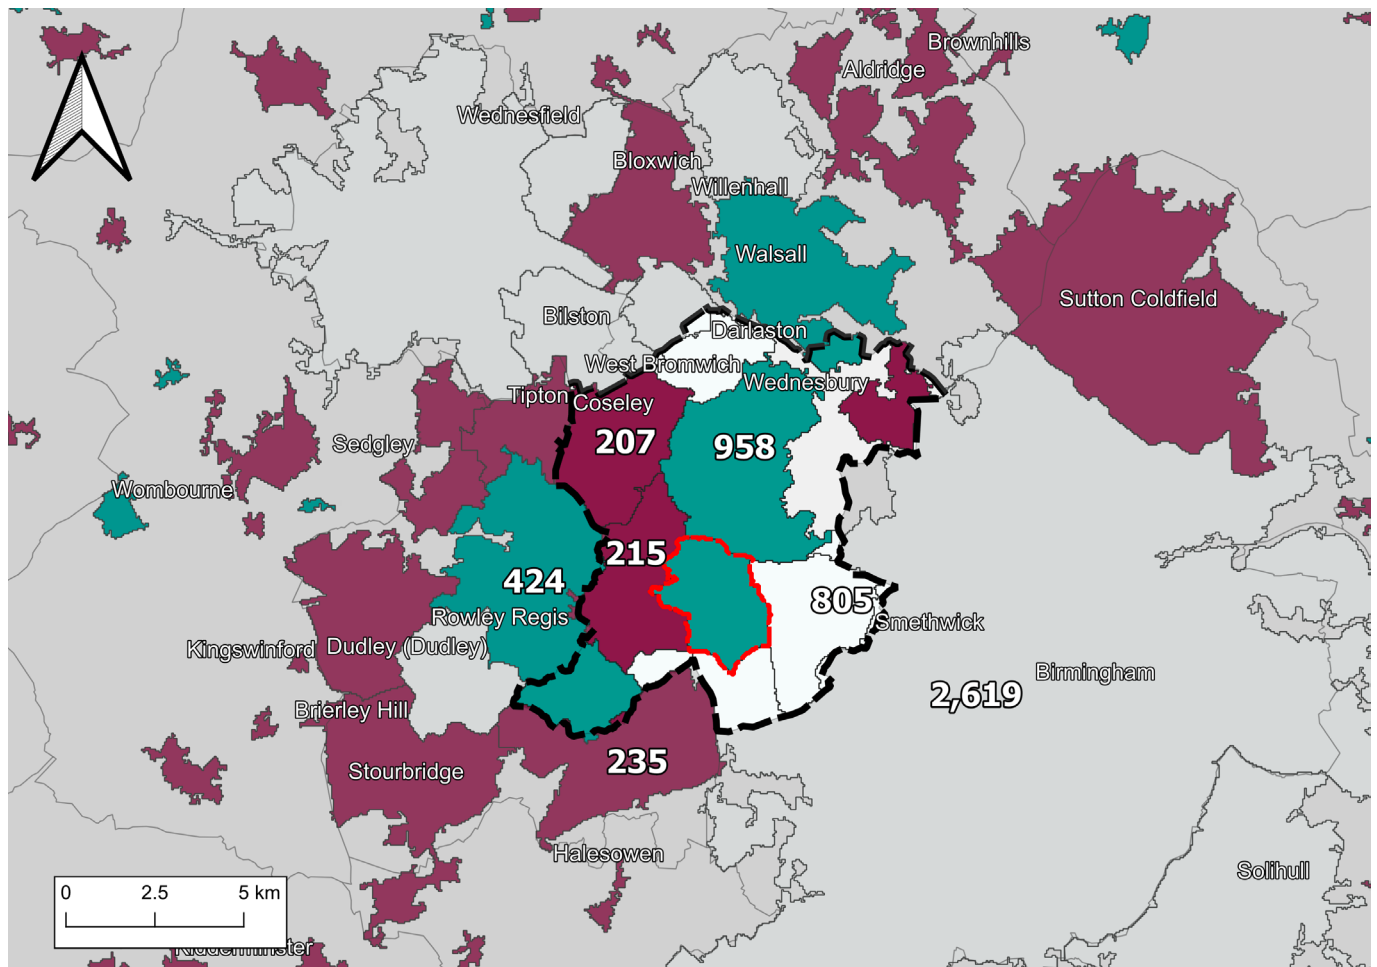 Brownhills
Aldridge
Wednesfield
Bloxwich
Willenhall
Walsall
Sutton Coldfield
Bilston
Darlaston
West Bromwich
Wednesbury
Tipton
Coseley
207
958
Sedgley
Wombourne
215
424
805
Rowley Regis
Smethwick
Kingswinford
Dudley (Dudley)
Birmingham
2,619
Brierley Hill
235
Stourbridge
Halesowen
Solihull
0 2.5 5 km
Kidderminster